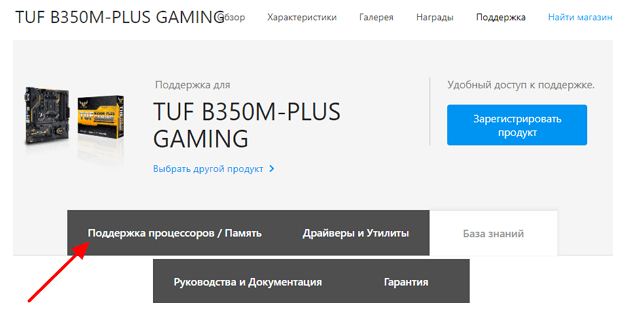 TUF B350M-PLUS GAMING
Обзор Характеристики Галерея Награды Поддержка Найти магазин
Поддержка для
TUF B350M-PLUS
GAMING
Выбрать другой продукт
Удобный доступ к поддержке.
Зарегистрировать
продукт
Поддержка процессоров / Память Драйверы и Утилиты База знаний
Руководства и Документация Гарантия